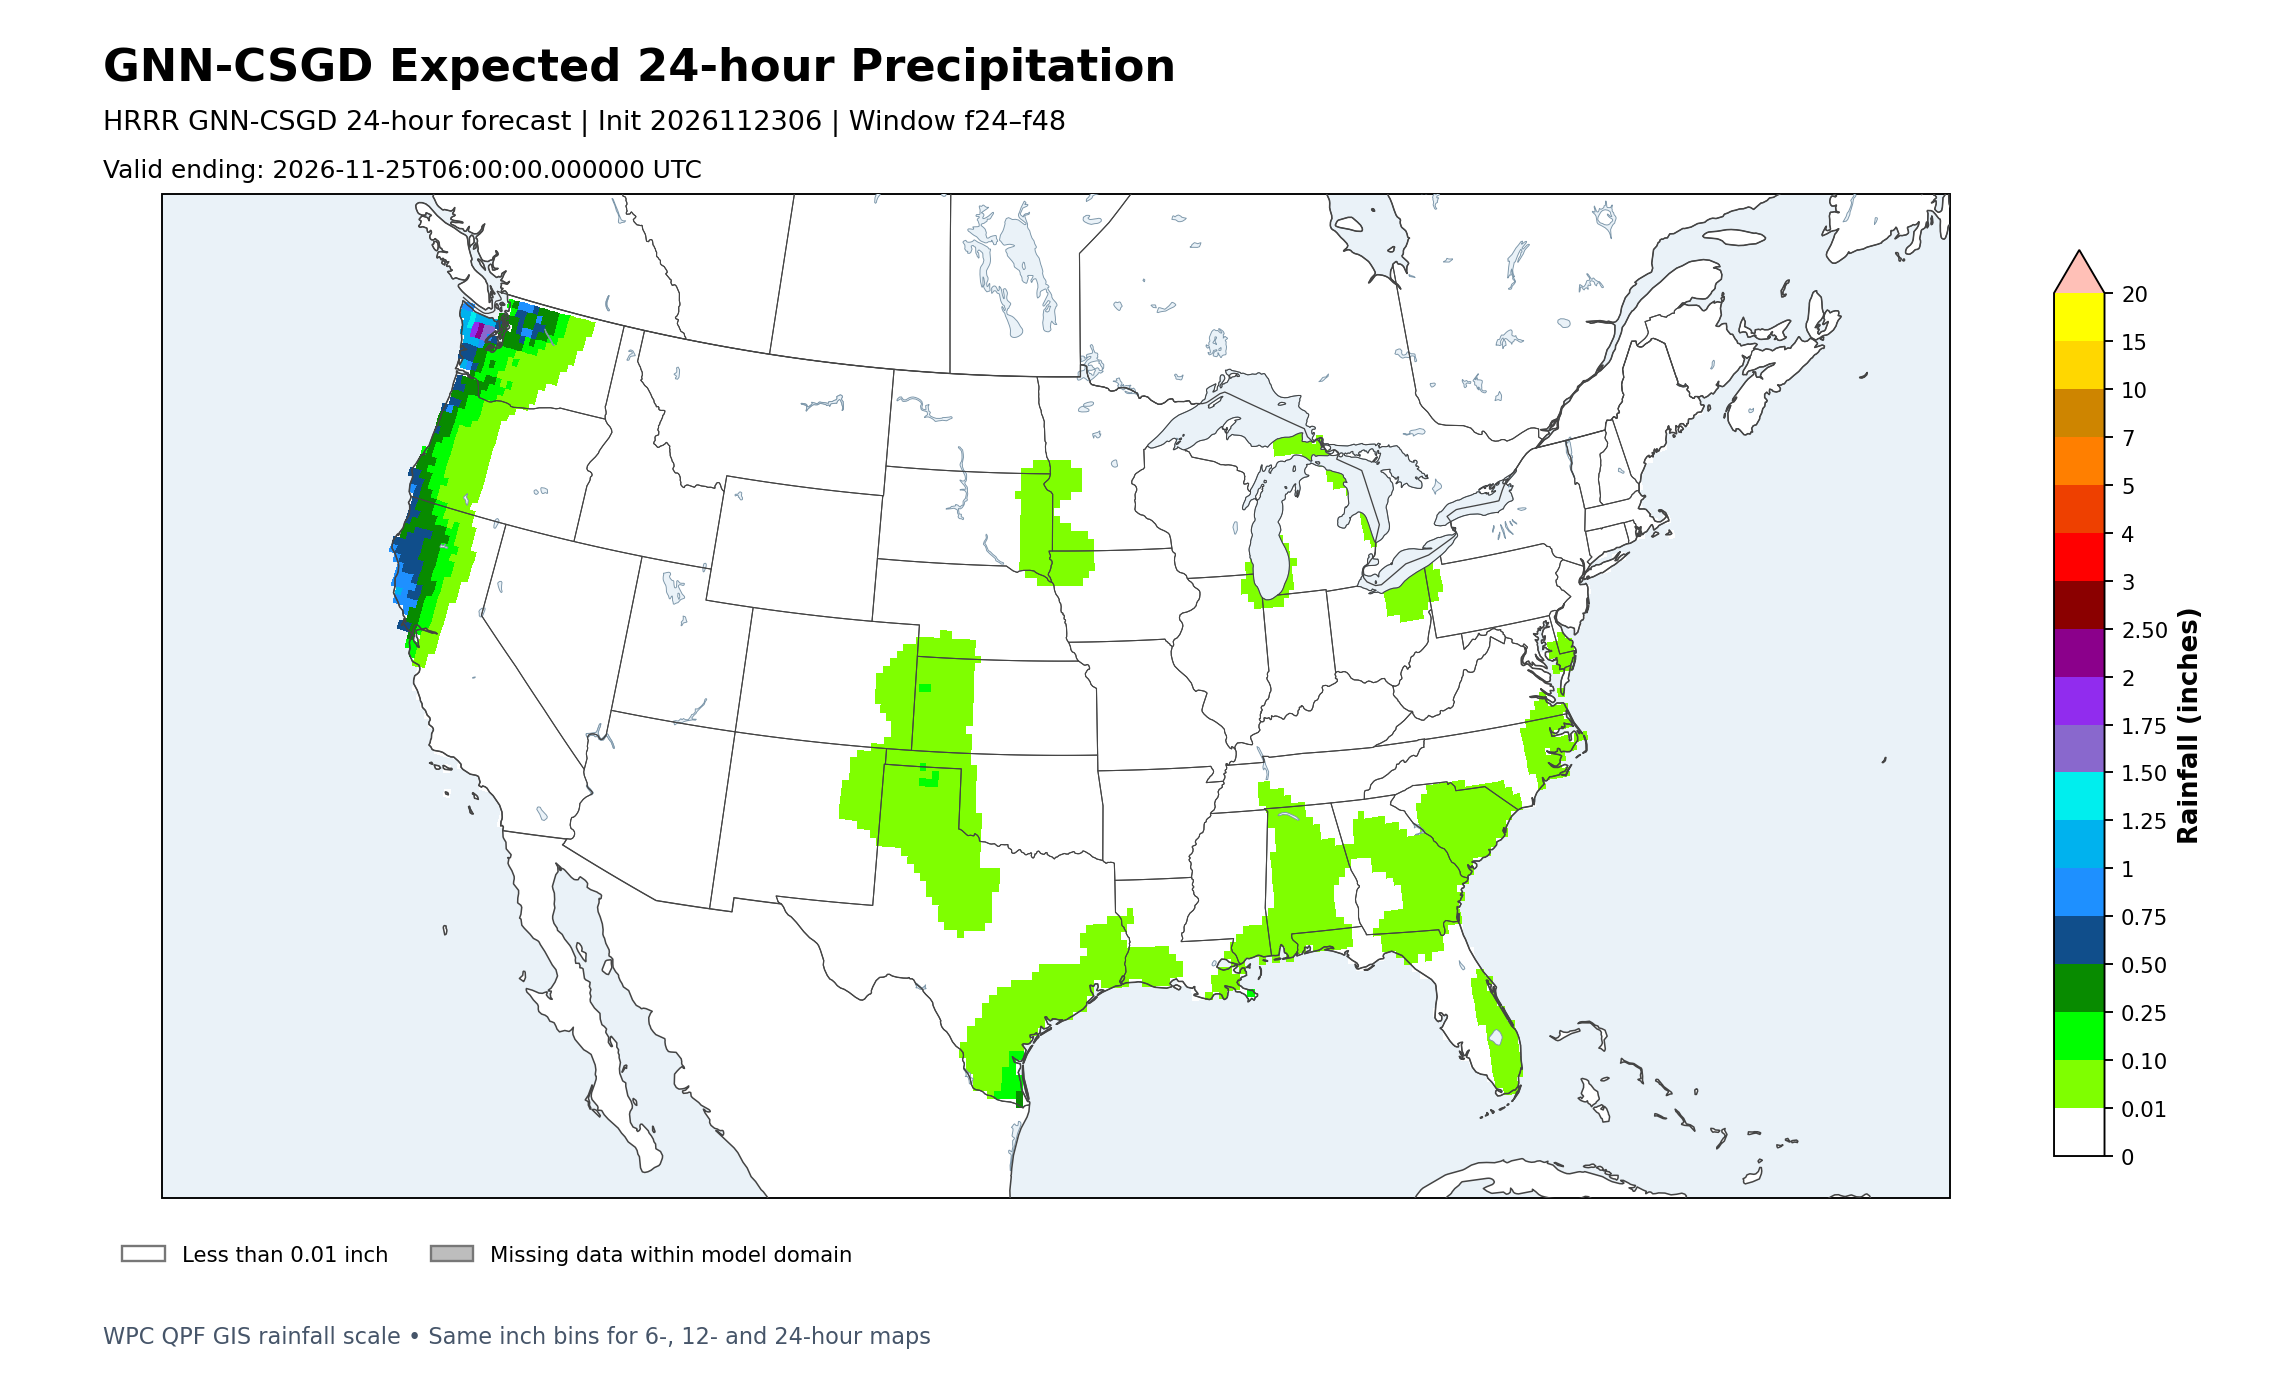 GNN-CSGD Expected 24-hour Precipitation
HRRR GNN-CSGD 24-hour forecast | Init 2026112306 | Window f24–f48
Valid ending: 2026-11-25T06:00:00.000000 UTC
20
15
10
7
5
4
3
2.50
2
1.75
1.50
1.25
1
0.75
0.50
0.25
0.10
0.01
0
Rainfall (inches)
Less than 0.01 inch
Missing data within model domain
WPC QPF GIS rainfall scale • Same inch bins for 6-, 12- and 24-hour maps